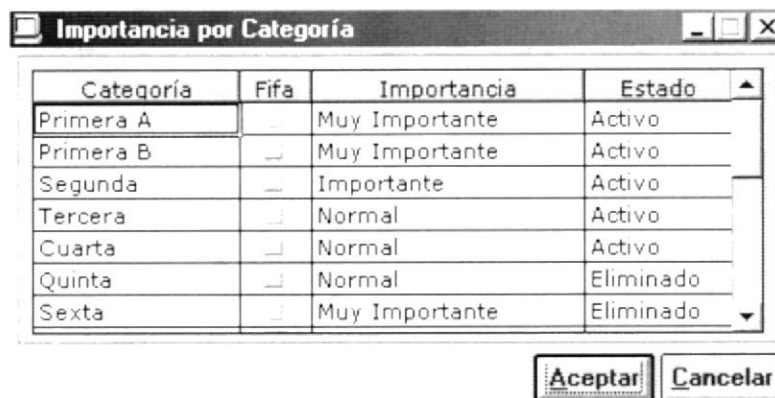 Importancia por Categoría
Categoría Fifa Importancia Estado
Primera A Muy Importante Activo
Primera B Muy Importante Activo
Segunda Importante Activo
Tercera Normal Activo
Cuarta Normal Activo
Quinta Normal Eliminado
Sexta Muy Importante Eliminado
Aceptar Cancelar